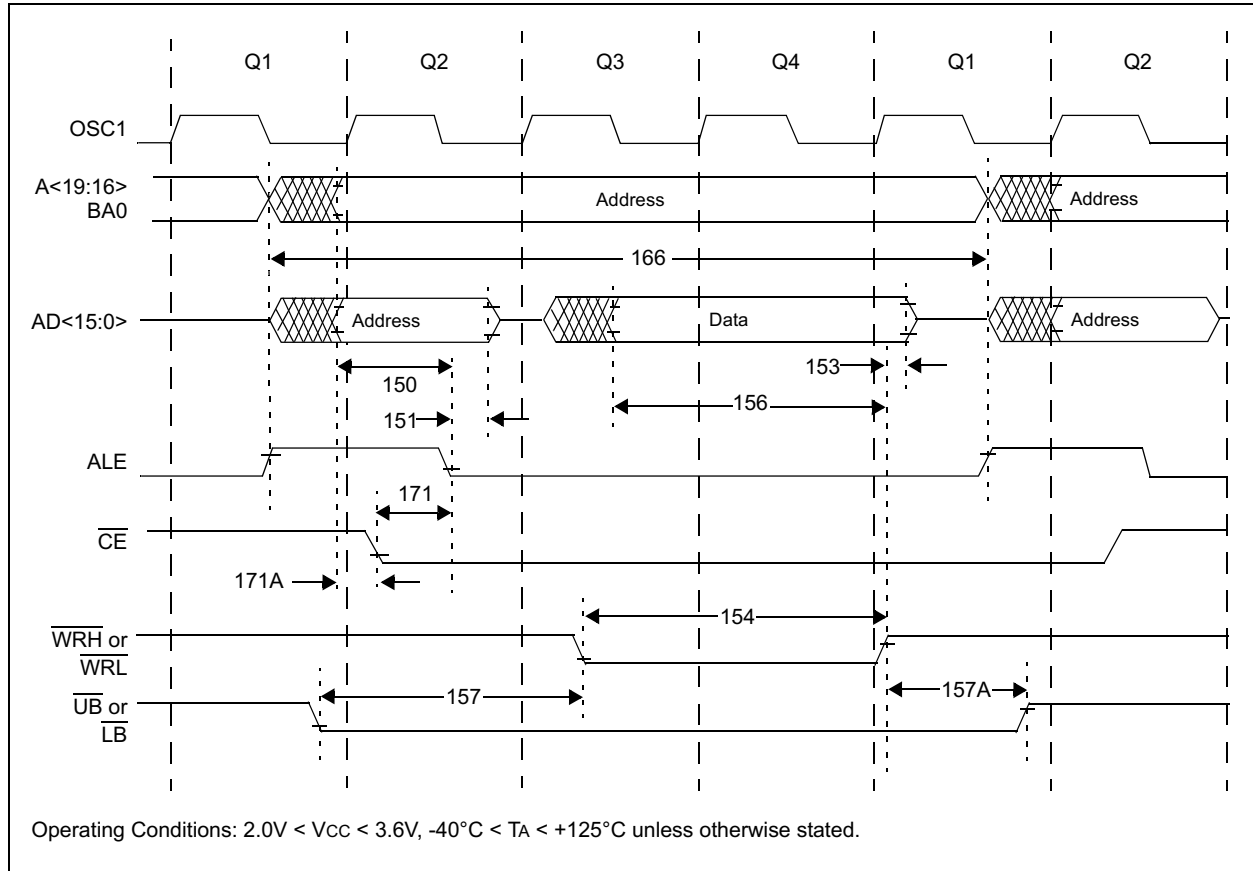 Q1 Q2 Q3 Q4 Q1 Q2
OSC1
A<19:16>
BA0
Address Address
166
AD<15:0>
Address Data Address
150
153
151
156
ALE
171
CE
171A
154
WRH or
WRL
157
157A
UB or
LB
Operating Conditions: 2.0V < VCC < 3.6V, -40°C < TA < +125°C unless otherwise stated.